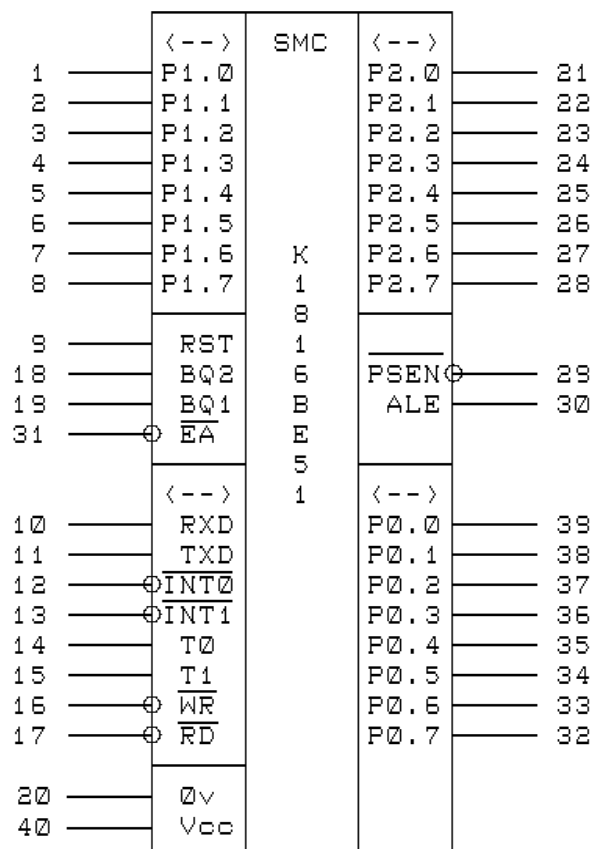 <--> SMC <-->
1 P1.0 P2.0 21
2 P1.1 P2.1 22
3 P1.2 P2.2 23
4 P1.3 P2.3 24
5 P1.4 P2.4 25
6 P1.5 P2.5 26
7 P1.6 K P2.6 27
8 P1.7 1 P2.7 28
8
9 RST 1
18 BQ2 6 PSEN 29
19 BQ1 B ALE 30
31 EA E
5
<--> 1 <-->
10 RXD P0.0 39
11 TXD P0.1 38
12 INT0 P0.2 37
13 INT1 P0.3 36
14 T0 P0.4 35
15 T1 P0.5 34
16 WR P0.6 33
17 RD P0.7 32
20 0v
40 Vcc